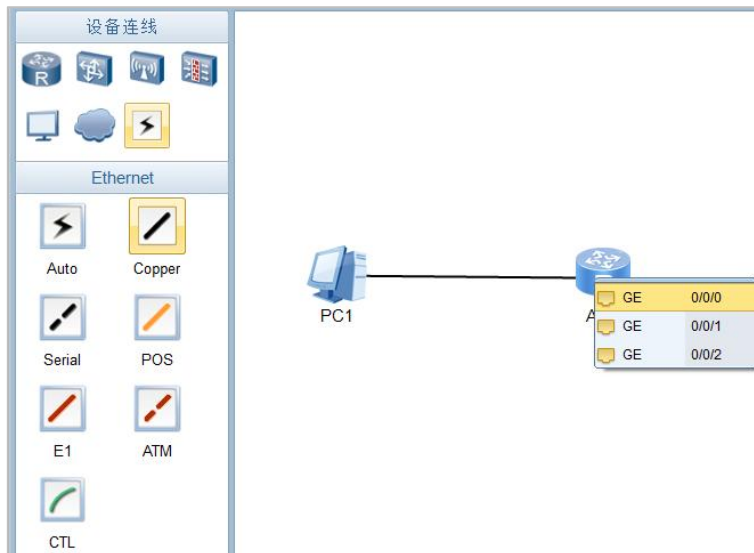 设备连线
R
Ethernet
Auto Copper
Serial POS
E1 ATM
CTL
PC1
GE 0/0/0
GE 0/0/1
GE 0/0/2